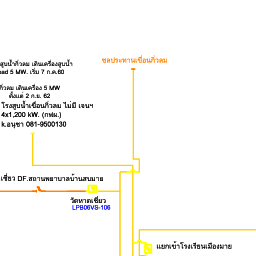 ชลประทานเขื่อนกิ่วลม
สูบน้ำกิ่วลม เดินเครื่องสูบน้ำ
oad 5 MW. เริ่ม 7 ก.ค.60
กิ่วลม เดินเครื่อง 5 MW
ตั้งแต่ 2 ก.ย. 62
โรงสูบน้ำเขื่อนกิ่วลม ไม่มี เจนฯ
4x1,200 kW. (กฟผ.)
k.อนุชา 081-9500130
เชี่ยว DF.สถานพยาบาลบ้านสบมาย
วัดหาดเชี่ยว
LPB06VS-106
แยกเข้าโรงเรียนเมืองมาย